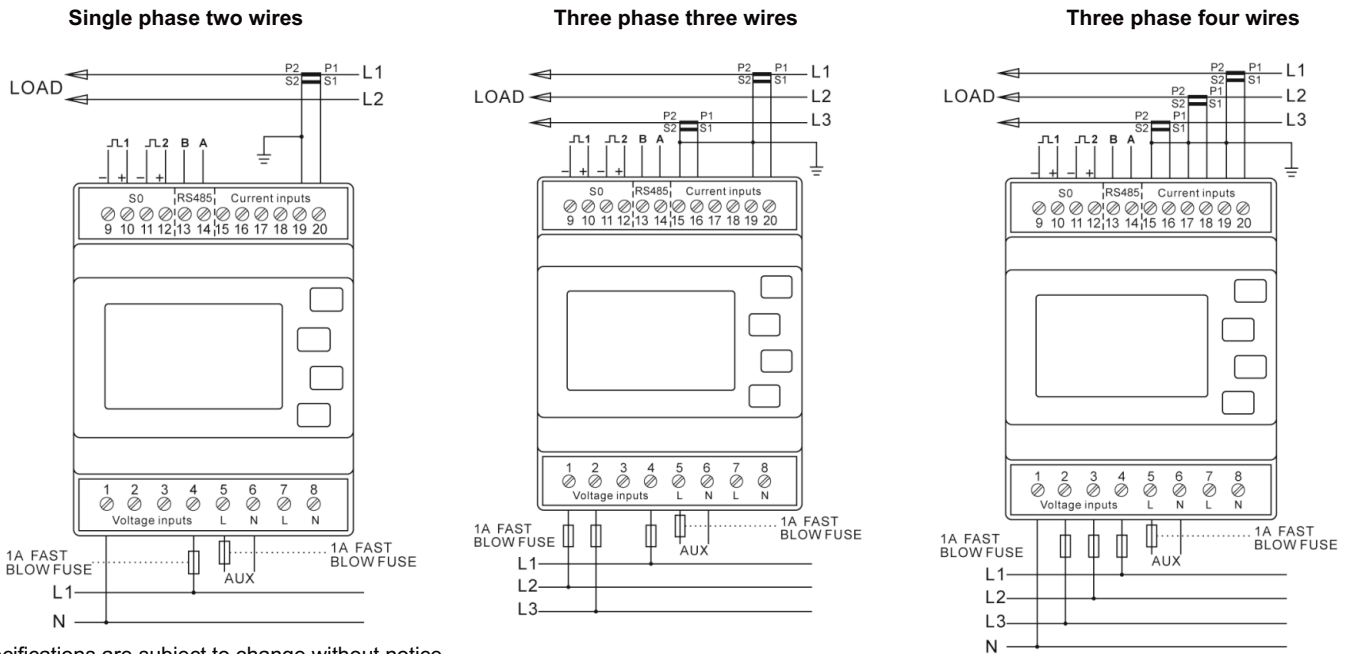 Single phase two wires
P2 P1
S2 S1
L1
LOAD
L2
1 2 B A
- + - +
S0 RS485 Current inputs
9 10 11 12 13 14 15 16 17 18 19 20
1 2 3 4 5 6 7 8
Voltage inputs L N L N
1A FAST
BLOW FUSE
1A FAST
BLOW FUSE
AUX
L1
N
Three phase three wires
P2 P1
S2 S1
L1
LOAD
L2
P2 P1
S2 S1
L3
1 2 B A
- + - +
S0 RS485 Current inputs
9 10 11 12 13 14 15 16 17 18 19 20
1 2 3 4 5 6 7 8
Voltage inputs L N L N
1A FAST
BLOW FUSE
1A FAST
BLOW FUSE
AUX
L1
L2
L3
Three phase four wires
P2 P1
S2 S1
L1
P2 P1
S2 S1
LOAD
L2
P2 P1
S2 S1
L3
1 2 B A
- + - +
S0 RS485 Current inputs
9 10 11 12 13 14 15 16 17 18 19 20
1 2 3 4 5 6 7 8
Voltage inputs L N L N
1A FAST
BLOW FUSE
1A FAST
BLOW FUSE
AUX
L1
L2
L3
N
are subject to change without notice